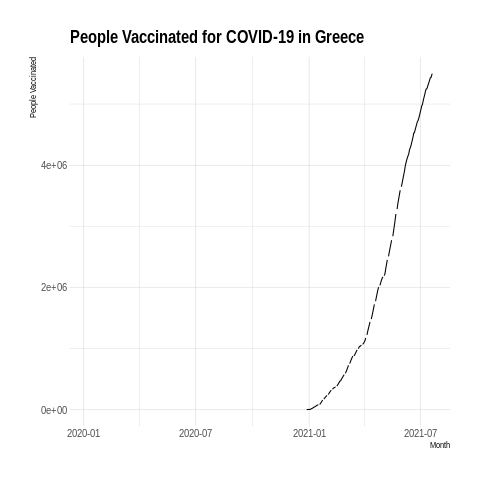 People Vaccinated for COVID-19 in Greece
People Vaccinated
4e+06
2e+06
0e+00
2020-01 2020-07 2021-01 2021-07
Month